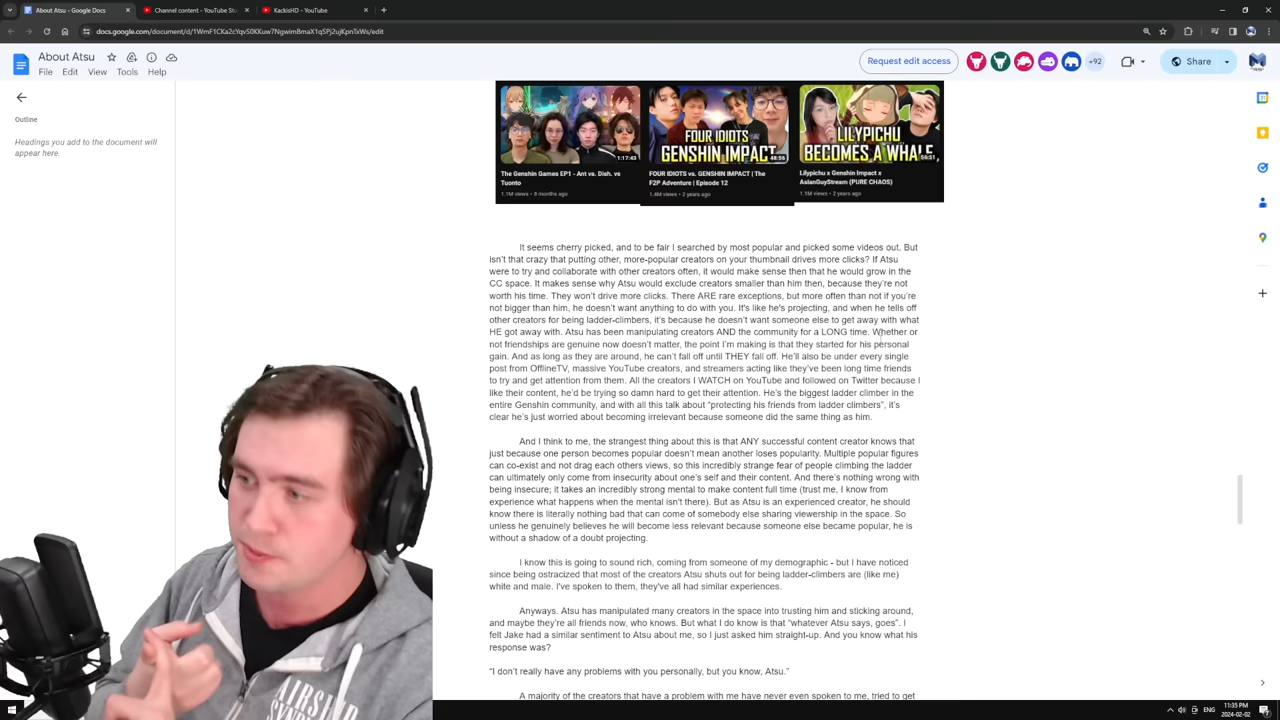 About Atsu - Google Docs
Channel content - YouTube St
KackisHD - YouTube
About Atsu
File Edit View Tools Help
Request edit access
+92
Share
Outline
Headings you add to the document will
appear here.
1:17:43
FOUR IDIOTS
GENSHIN IMPACT
48:56
LILYPICHU
BECOMES A WHALE
56:51
The Genshin Games EP1 - Ant vs. Dish. vs
Tuonto
1.1M views • 8 months ago
FOUR IDIOTS vs. GENSHIN IMPACT | The
F2P Adventure | Episode 12
1.4M views • 2 years ago
Lilypichu x Genshin Impact x
AsianGuyStream (PURE CHAOS)
1.1M views • 2 years ago
It seems cherry picked, and to be fair I searched by most popular and picked some videos out. But
isn't that crazy that putting other, more-popular creators on your thumbnail drives more clicks? If Atsu
were to try and collaborate with other creators often, it would make sense then that he would grow in the
CC space. It makes sense why Atsu would exclude creators smaller than him then, because they're not
worth his time. They won't drive more clicks. There ARE rare exceptions, but more often than not if you're
not bigger than him, he doesn't want anything to do with you. It's like he's projecting, and when he tells off
other creators for being ladder-climbers, it's because he doesn't want someone else to get away with what
HE got away with. Atsu has been manipulating creators AND the community for a LONG time. Whether or
not friendships are genuine now doesn't matter, the point I'm making is that they started for his personal
gain. And as long as they are around, he can't fall off until THEY fall off. He'll also be under every single
post from OfflineTV, massive YouTube creators, and streamers acting like they've been long time friends
to try and get attention from them. All the creators I WATCH on YouTube and followed on Twitter because I
like their content, he'd be trying so damn hard to get their attention. He's the biggest ladder climber in the
entire Genshin community, and with all this talk about "protecting his friends from ladder climbers", it's
clear he's just worried about becoming irrelevant because someone did the same thing as him.
And I think to me, the strangest thing about this is that ANY successful content creator knows that
just because one person becomes popular doesn't mean another loses popularity. Multiple popular figures
can co-exist and not drag each others views, so this incredibly strange fear of people climbing the ladder
can ultimately only come from insecurity about one's self and their content. And there's nothing wrong with
being insecure; it takes an incredibly strong mental to make content full time (trust me, I know from
experience what happens when the mental isn't there). But as Atsu is an experienced creator, he should
know there is literally nothing bad that can come of somebody else sharing viewership in the space. So
unless he genuinely believes he will become less relevant because someone else became popular, he is
without a shadow of a doubt projecting.
I know this is going to sound rich, coming from someone of my demographic - but I have noticed
since being ostracized that most of the creators Atsu shuts out for being ladder-climbers are (like me)
white and male. I've spoken to them, they've all had similar experiences.
Anyways. Atsu has manipulated many creators in the space into trusting him and sticking around,
and maybe they're all friends now, who knows. But what I do know is that "whatever Atsu says, goes". I
felt Jake had a similar sentiment to Atsu about me, so I just asked him straight-up. And you know what his
response was?
"I don't really have any problems with you personally, but you know, Atsu."
A majority of the creators that have a problem with me have never even spoken to me, tried to get
ENG
11:35 PM
2024-02-02